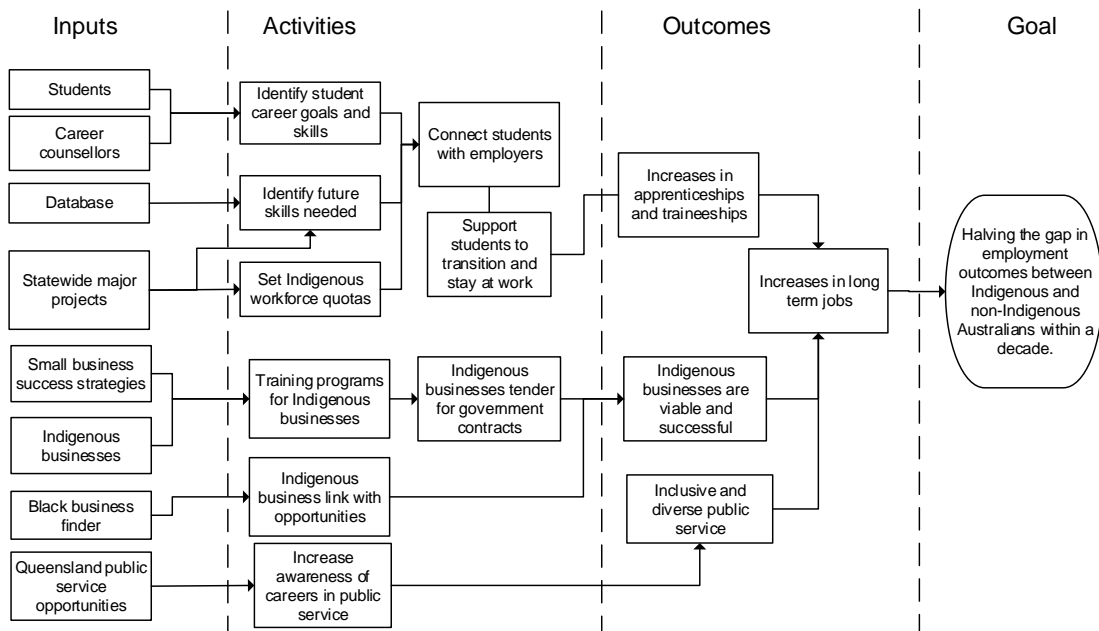 Inputs
Activities
Outcomes
Goal
Students
Career
counsellors
Database
Statewide major
projects
Small business
success strategies
Indigenous
businesses
Black business
finder
Queensland public
service
opportunities
Identify student
career goals and
skills
Identify future
skills needed
Set Indigenous
workforce quotas
Training programs
for Indigenous
businesses
Indigenous
business link with
opportunities
Increase
awareness of
careers in public
service
Connect students
with employers
Support
students to
transition and
stay at work
Indigenous
businesses tender
for government
contracts
Increases in
apprenticeships
and traineeships
Increases in long
term jobs
Indigenous
businesses are
viable and
successful
Inclusive and
diverse public
service
Halving the gap in
employment
outcomes between
Indigenous and
non-Indigenous
Australians within a
decade.